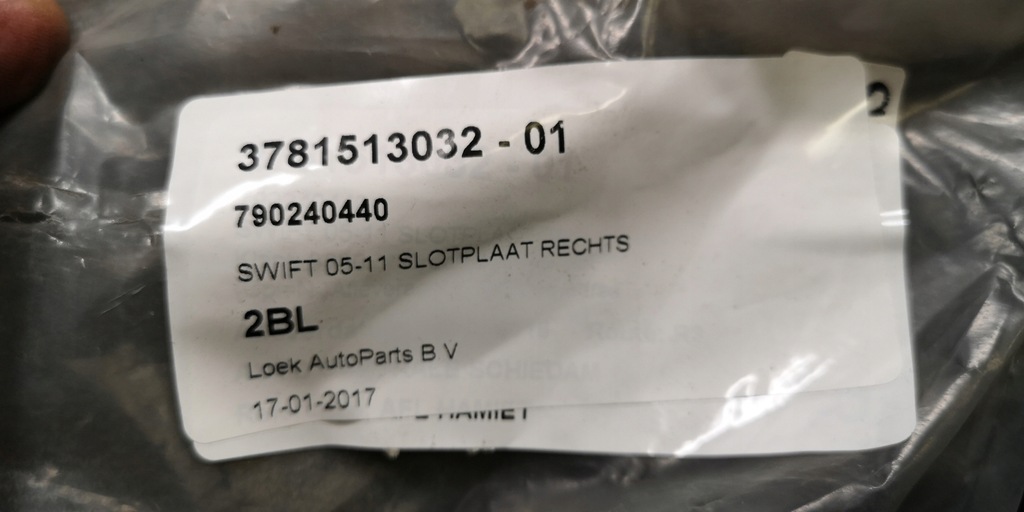 3781513032 - 01
2
790240440
SWIFT 05-11 SLOTPLAAT RECHTS
2BL
Loek AutoParts B V
17-01-2017